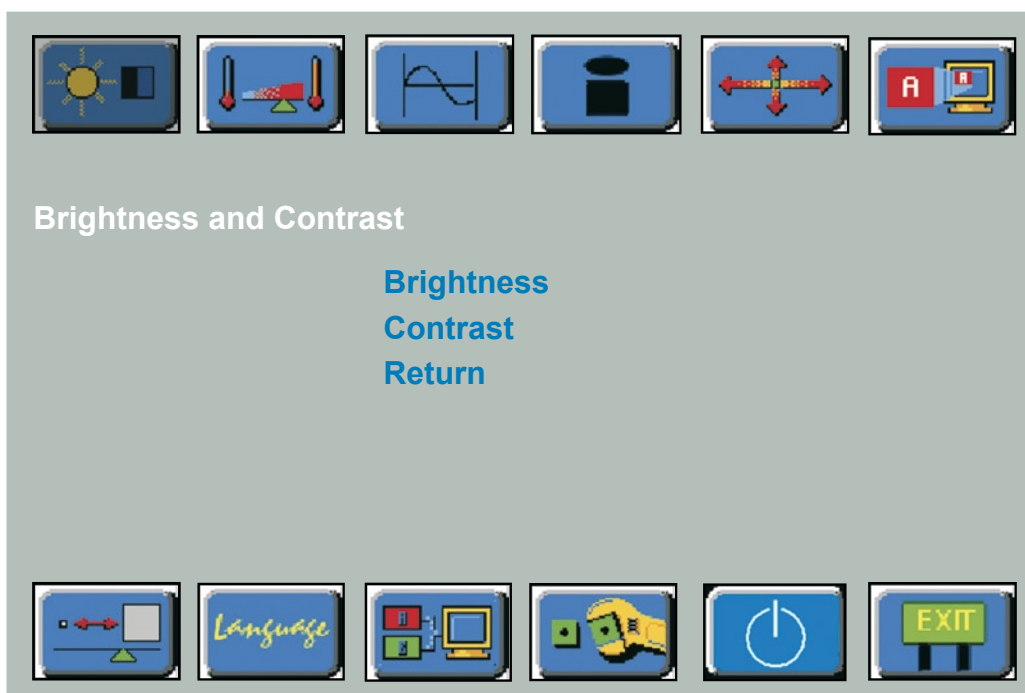 A A
Brightness and Contrast
Brightness
Contrast
Return
Language A B EXIT